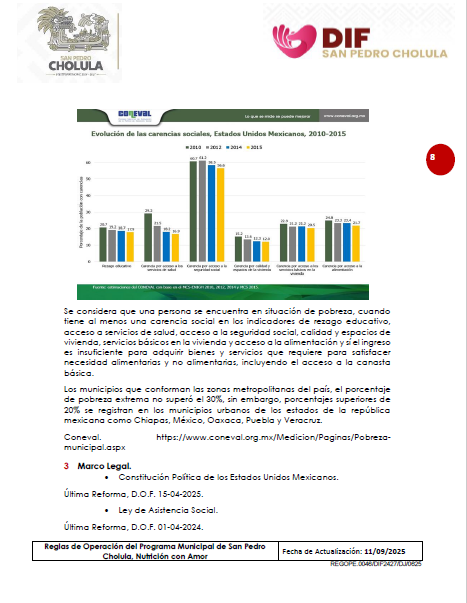 SAN PEDRO
CHOLULA
DIF
SAN PEDRO CHOLULA
8
CONEVAL
Lo que se mide se puede mejorar
www.coneval.org.mx
Evolución de las carencias sociales, Estados Unidos Mexicanos, 2010-2015
2010 2012 2014 2015
Porcentaje de población con carencias
60
50
40
30
20
10
0
20.7 19.2 18.7 17.9
29.2 21.5 18.2 16.9
60.7 61.2 58.5 56.6
15.2 13.6 12.3 12.0
22.9 21.2 21.2 20.5
24.8 23.3 23.4 21.7
Rezago educativo
Carencia por acceso a los servicios de salud
Carencia por acceso a la seguridad social
Carencia por calidad y espacios de la vivienda
Carencia por acceso a los servicios básicos en la vivienda
Carencia por acceso a la alimentación
Fuente: estimaciones del CONEVAL con base en el MCS-ENIGH 2010, 2012, 2014 y MCS 2015.
Se considera que una persona se encuentra en situación de pobreza, cuando
tiene al menos una carencia social en los indicadores de rezago educativo,
acceso a servicios de salud, acceso a la seguridad social, calidad y espacios de
vivienda, servicios básicos en la vivienda y acceso a la alimentación y si el ingreso
es insuficiente para adquirir bienes y servicios que requiere para satisfacer
necesidad alimentarias y no alimentarias, incluyendo el acceso a la canasta
básica.
Los municipios que conforman las zonas metropolitanas del país, el porcentaje
de pobreza extrema no superó el 30%, sin embargo, porcentajes superiores de
20% se registran en los municipios urbanos de los estados de la república
mexicana como Chiapas, México, Oaxaca, Puebla y Veracruz.
Coneval. https://www.coneval.org.mx/Medicion/Paginas/Pobreza-
municipal.aspx
3 Marco Legal.
• Constitución Política de los Estados Unidos Mexicanos.
Última Reforma, D.O.F. 15-04-2025.
• Ley de Asistencia Social.
Última Reforma, D.O.F. 01-04-2024.
Reglas de Operación del Programa Municipal de San Pedro
Cholula, Nutrición con Amor
Fecha de Actualización: 11/09/2025
REGOPE.0046/DIF2427/DJ/0625